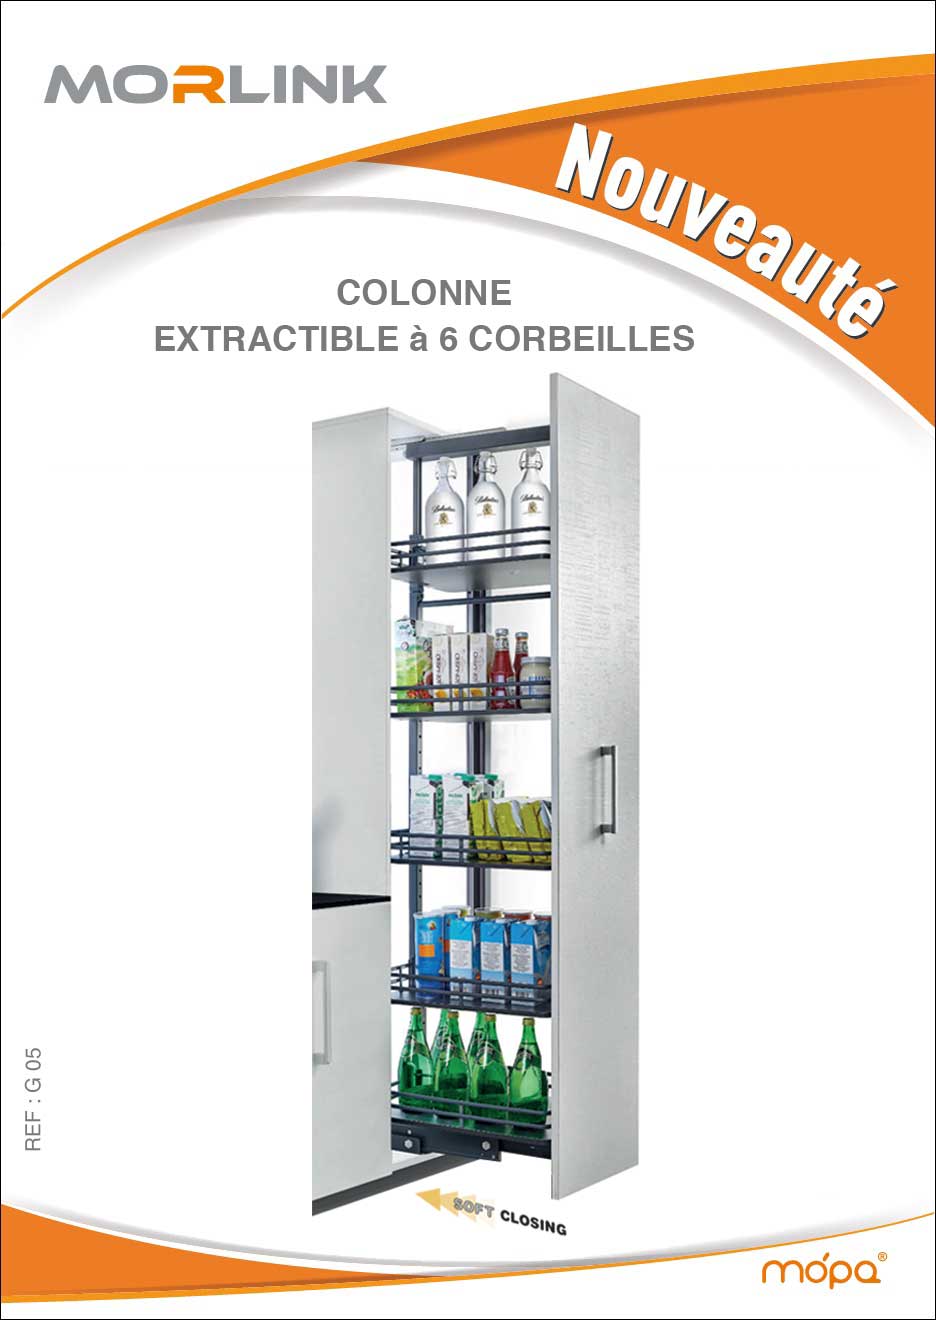 MORLINK
Nouveauté
COLONNE
EXTRACTIBLE à 6 CORBEILLES
REF : G 05
SOFT CLOSING
mópa®